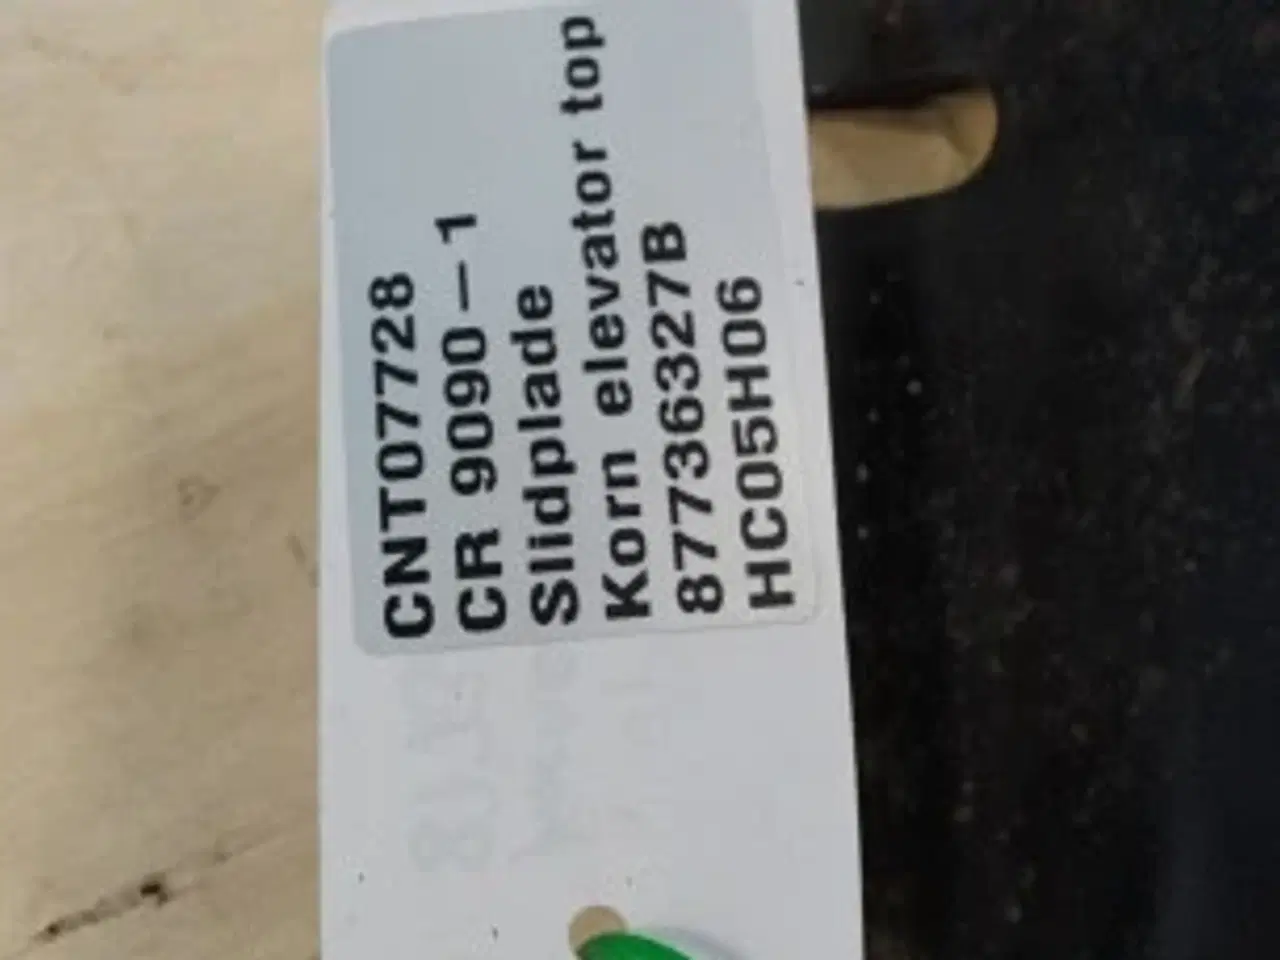 CNT07728
CR 9090-1
Slidplade
Korn elevator top
87736327B
HC05H06